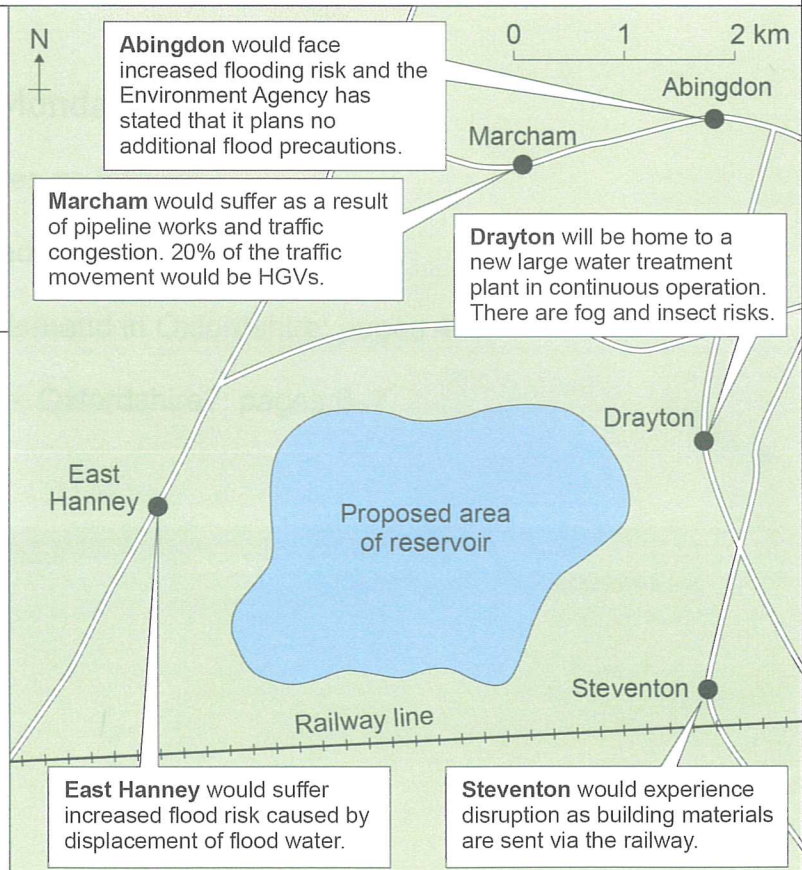 N
0 1 2 km
Abingdon would face
increased flooding risk and the
Environment Agency has
stated that it plans no
additional flood precautions.
Abingdon
Marcham
Marcham would suffer as a result
of pipeline works and traffic
congestion. 20% of the traffic
movement would be HGVs.
Drayton will be home to a
new large water treatment
plant in continuous operation.
There are fog and insect risks.
Drayton
East
Hanney
Proposed area
of reservoir
Steventon
Railway line
East Hanney would suffer
increased flood risk caused by
displacement of flood water.
Steventon would experience
disruption as building materials
are sent via the railway.